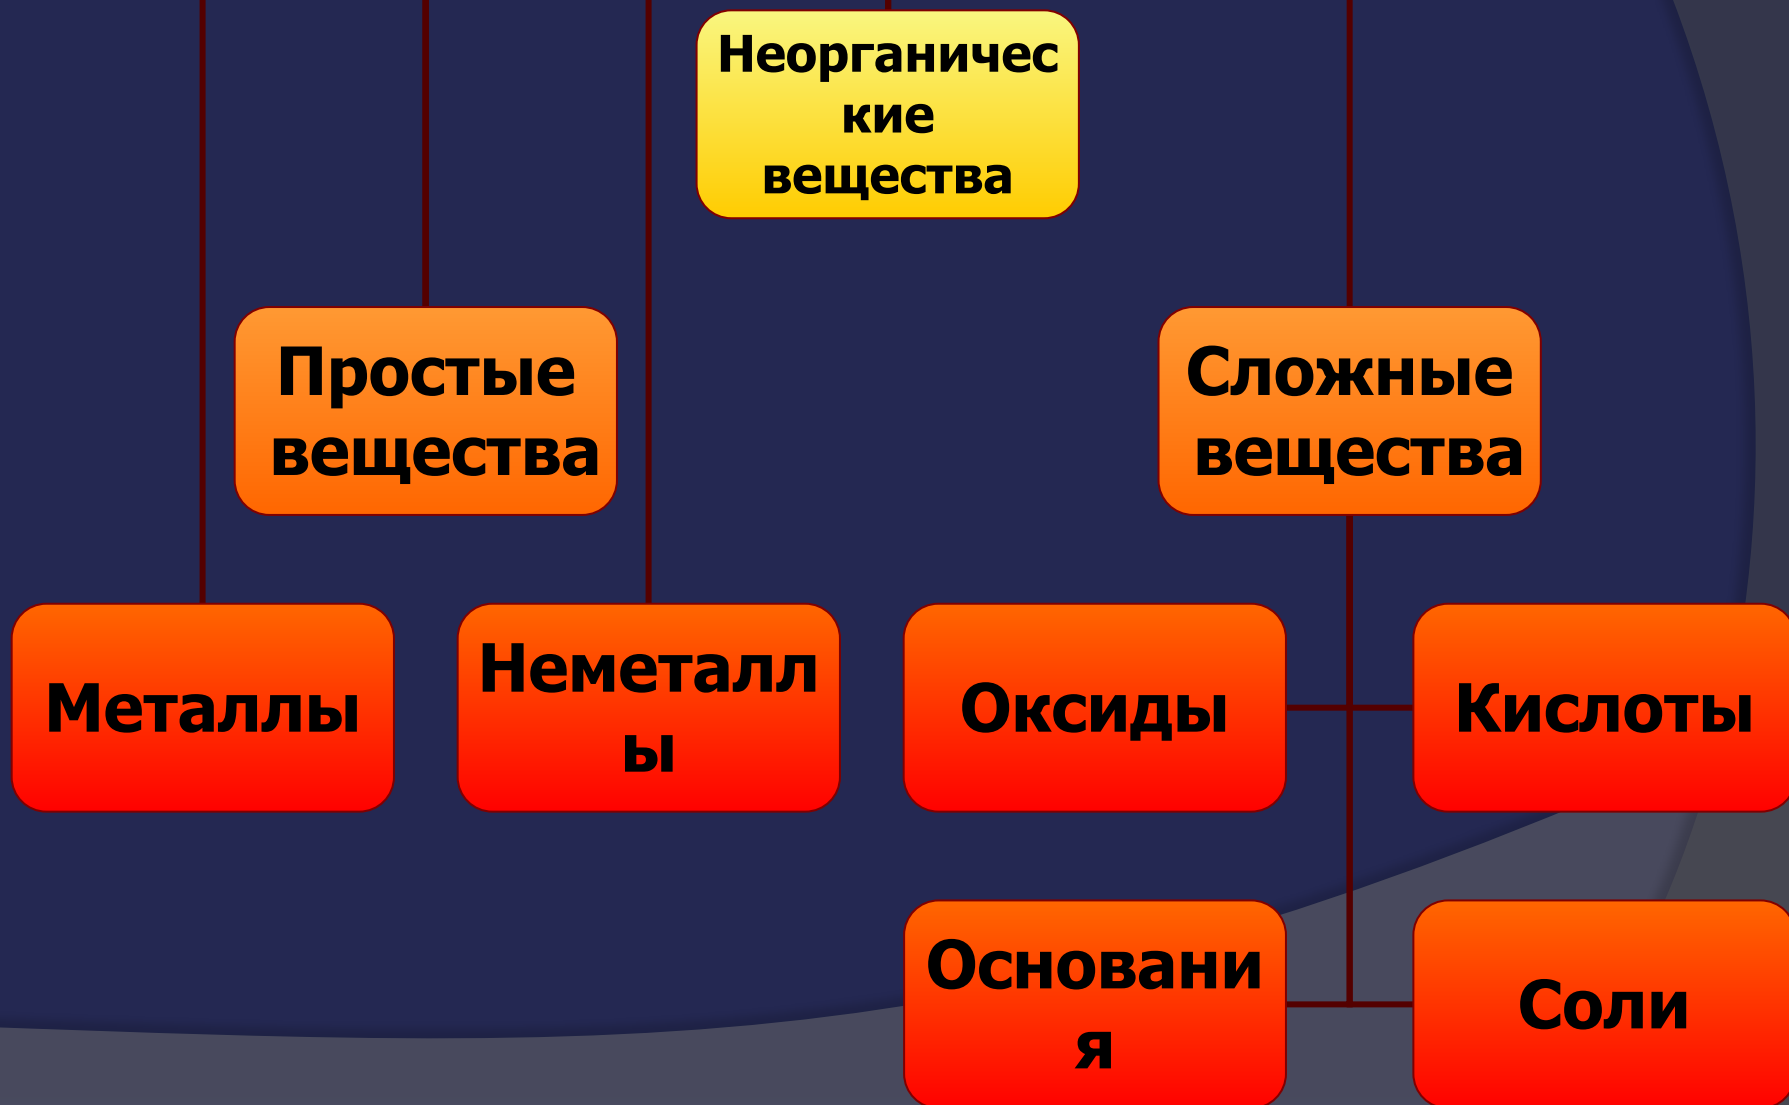 Неорганичес
кие
вещества
Простые
вещества
Сложные
вещества
Металлы
Неметалл
ы
Оксиды
Кислоты
Основани
я
Соли